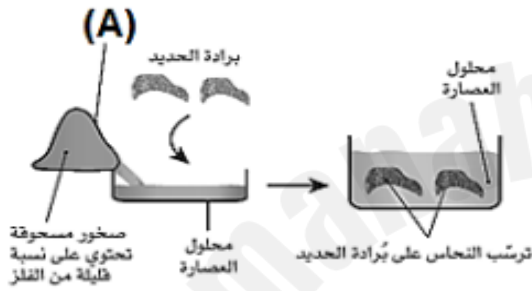 (A)
برادة الحديد
محلول
العصارة
صخور مسحوقة
تحتوي على نسبة
قليلة من الفلز
محلول
العصارة
ترسّب النحاس على بُرادة الحديد
manah